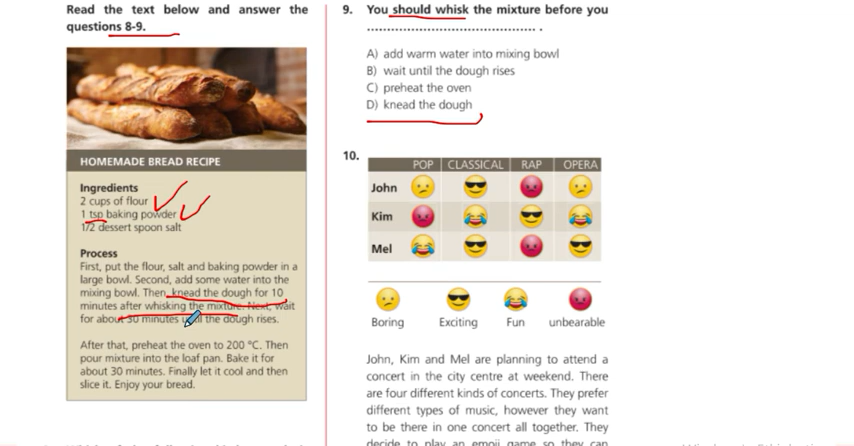 Read the text below and answer the
questions 8-9.
HOMEMADE BREAD RECIPE
Ingredients
2 cups of flour
1 tsp baking powder
1/2 dessert spoon salt
Process
First, put the flour, salt and baking powder in a
large bowl. Second, add some water into the
mixing bowl. Then, knead the dough for 10
minutes after whisking the mixture. Next, wait
for about 30 minutes until the dough rises.
After that, preheat the oven to 200 °C. Then
pour mixture into the loaf pan. Bake it for
about 30 minutes. Finally let it cool and then
slice it. Enjoy your bread.
9. You should whisk the mixture before you
.......................................... .
A) add warm water into mixing bowl
B) wait until the dough rises
C) preheat the oven
D) knead the dough
10.
POP CLASSICAL RAP OPERA
John
Kim
Mel
Boring Exciting Fun unbearable
John, Kim and Mel are planning to attend a
concert in the city centre at weekend. There
are four different kinds of concerts. They prefer
different types of music, however they want
to be there in one concert all together. They
decide to play an emoji game so they can